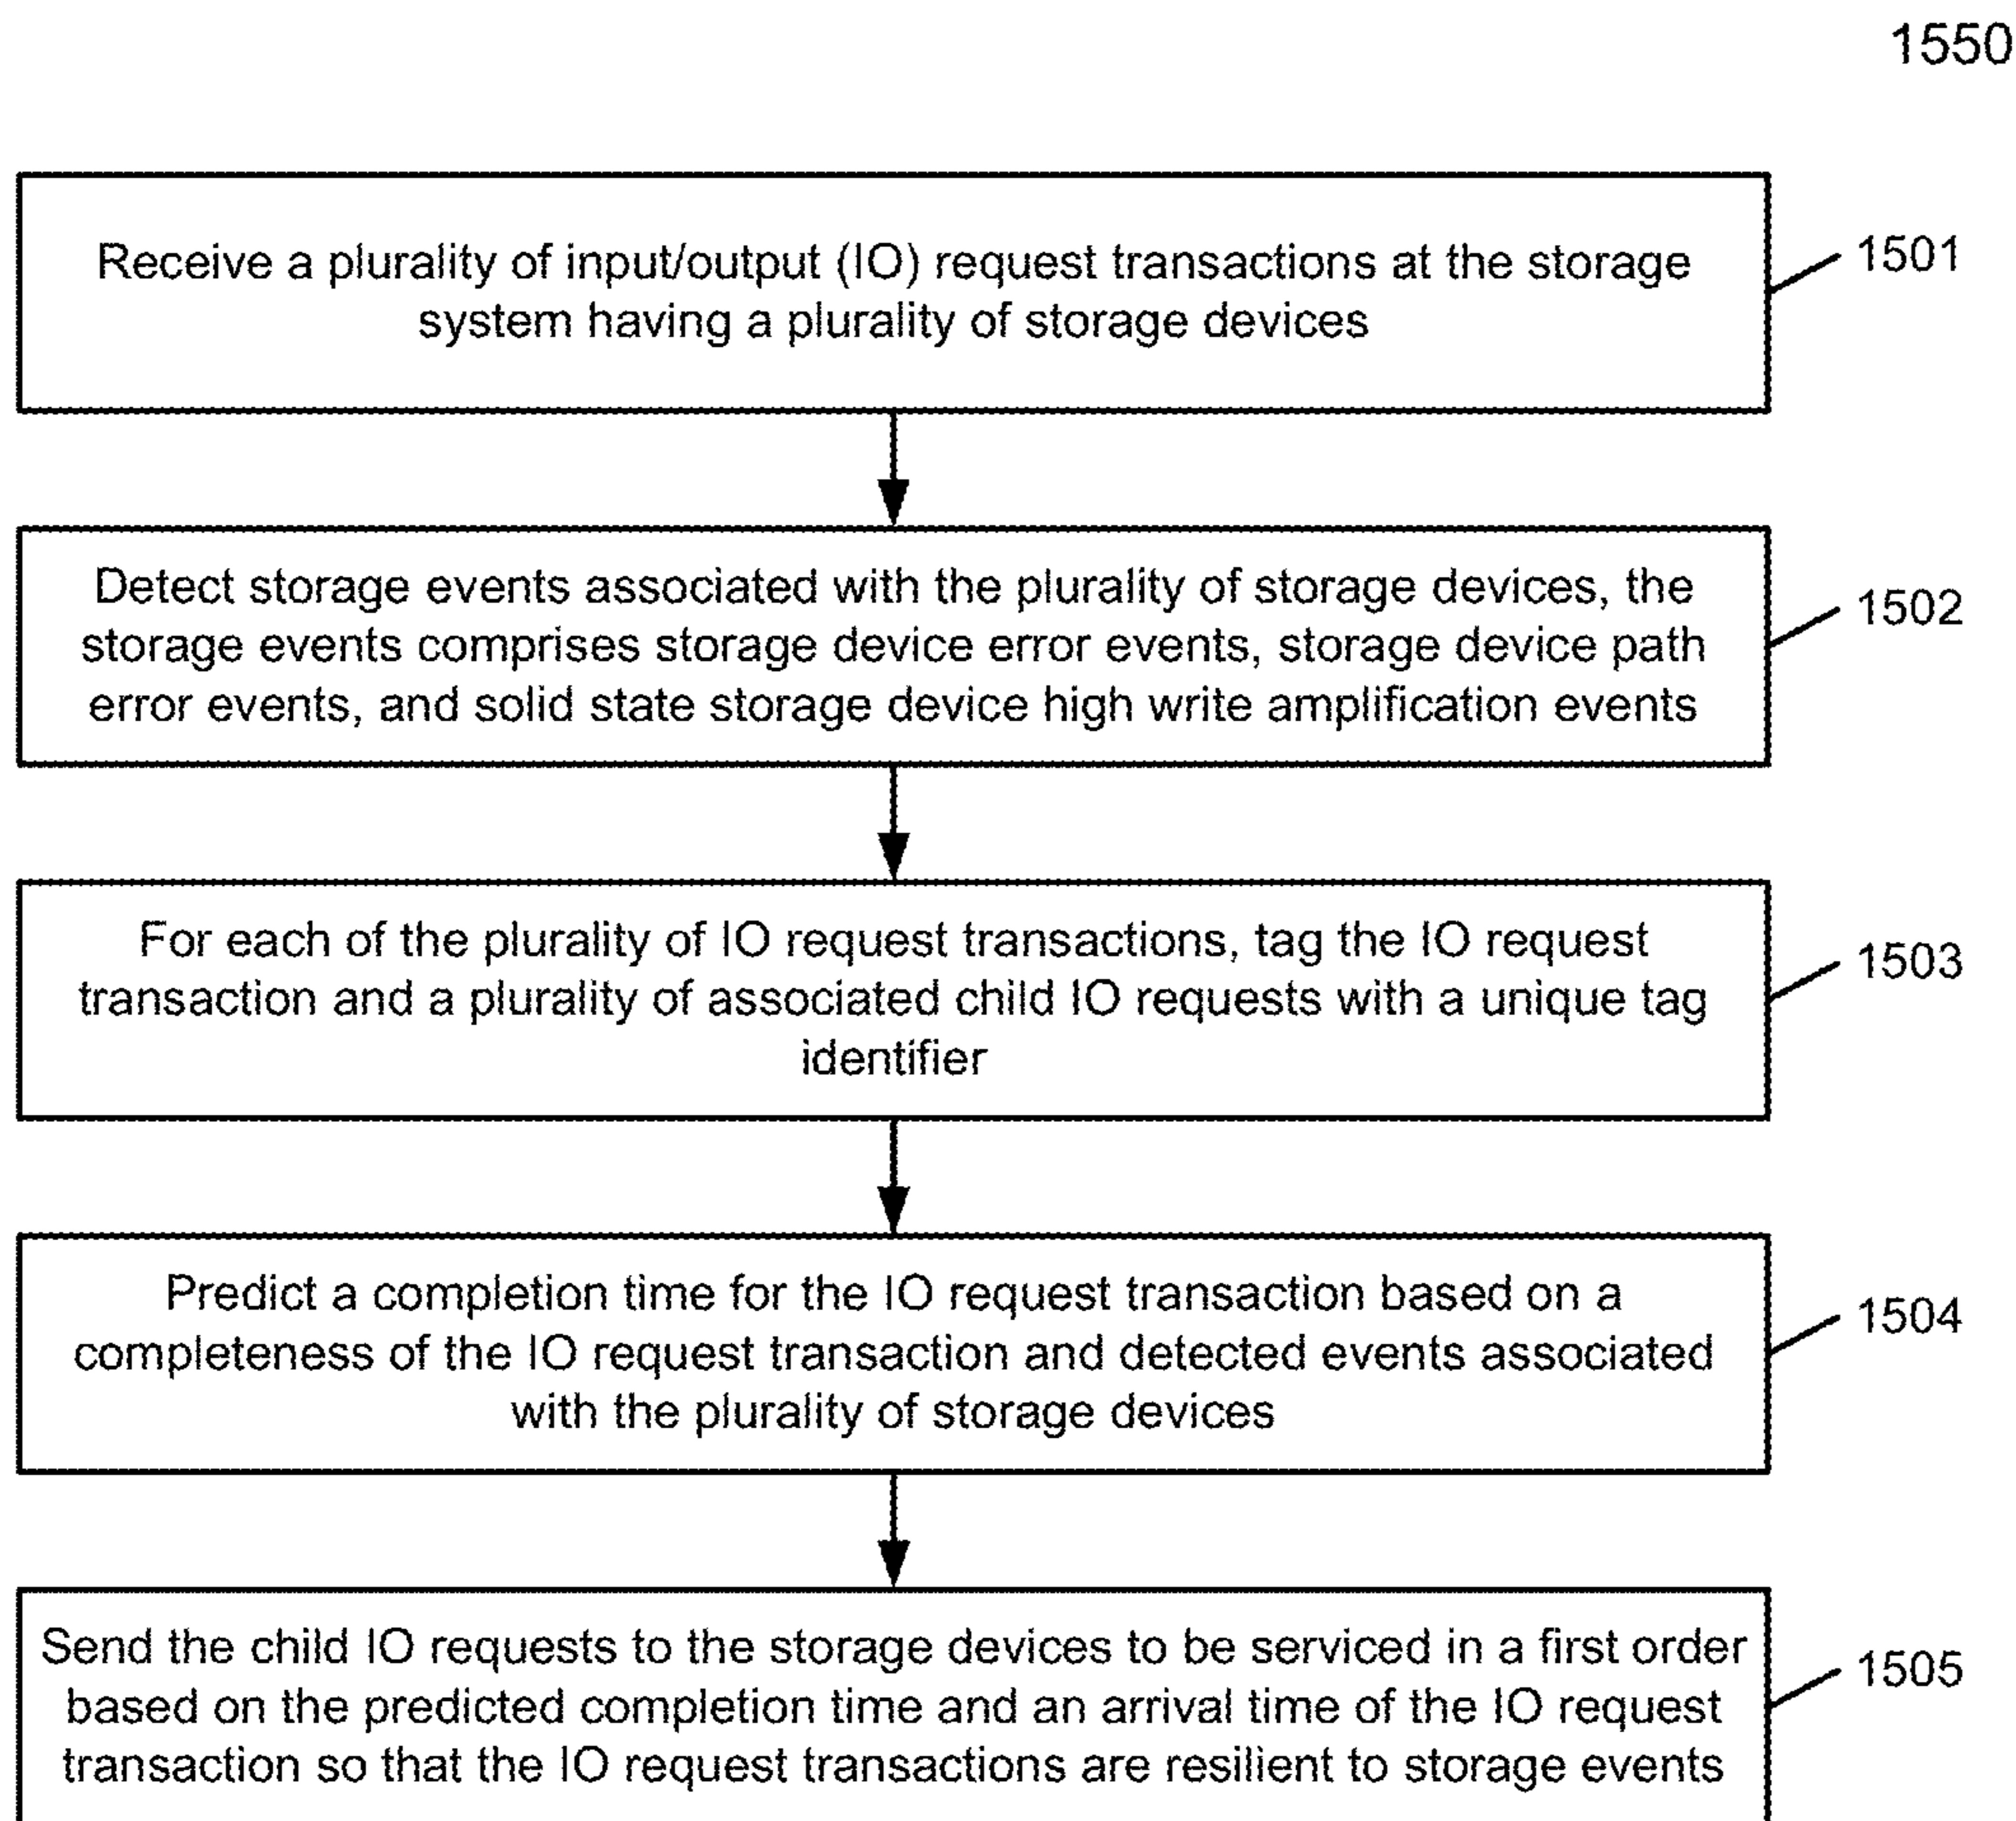 1550
Receive a plurality of input/output (IO) request transactions at the storage
system having a plurality of storage devices
1501
Detect storage events associated with the plurality of storage devices, the
storage events comprises storage device error events, storage device path
error events, and solid state storage device high write amplification events
1502
For each of the plurality of IO request transactions, tag the IO request
transaction and a plurality of associated child IO requests with a unique tag
identifier
1503
Predict a completion time for the IO request transaction based on a
completeness of the IO request transaction and detected events associated
with the plurality of storage devices
1504
Send the child IO requests to the storage devices to be serviced in a first order
based on the predicted completion time and an arrival time of the IO request
transaction so that the IO request transactions are resilient to storage events
1505